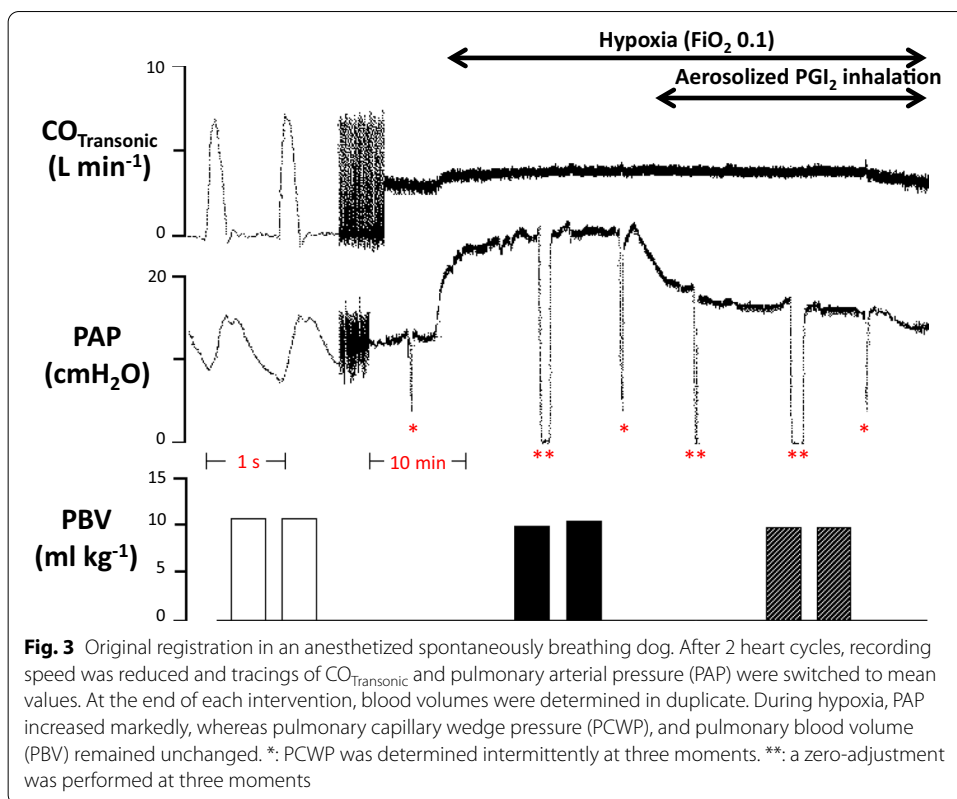 Hypoxia (FiO2 0.1)
Aerosolized PGI2 inhalation
10
COTransonic
(L min-1)
0
20
PAP
(cmH2O)
0
*
**
*
**
**
*
1 s
10 min
15
PBV
10
(ml kg-1)
5
0
Fig. 3 Original registration in an anesthetized spontaneously breathing dog. After 2 heart cycles, recording
speed was reduced and tracings of COTransonic and pulmonary arterial pressure (PAP) were switched to mean
values. At the end of each intervention, blood volumes were determined in duplicate. During hypoxia, PAP
increased markedly, whereas pulmonary capillary wedge pressure (PCWP), and pulmonary blood volume
(PBV) remained unchanged. *: PCWP was determined intermittently at three moments. **: a zero-adjustment
was performed at three moments